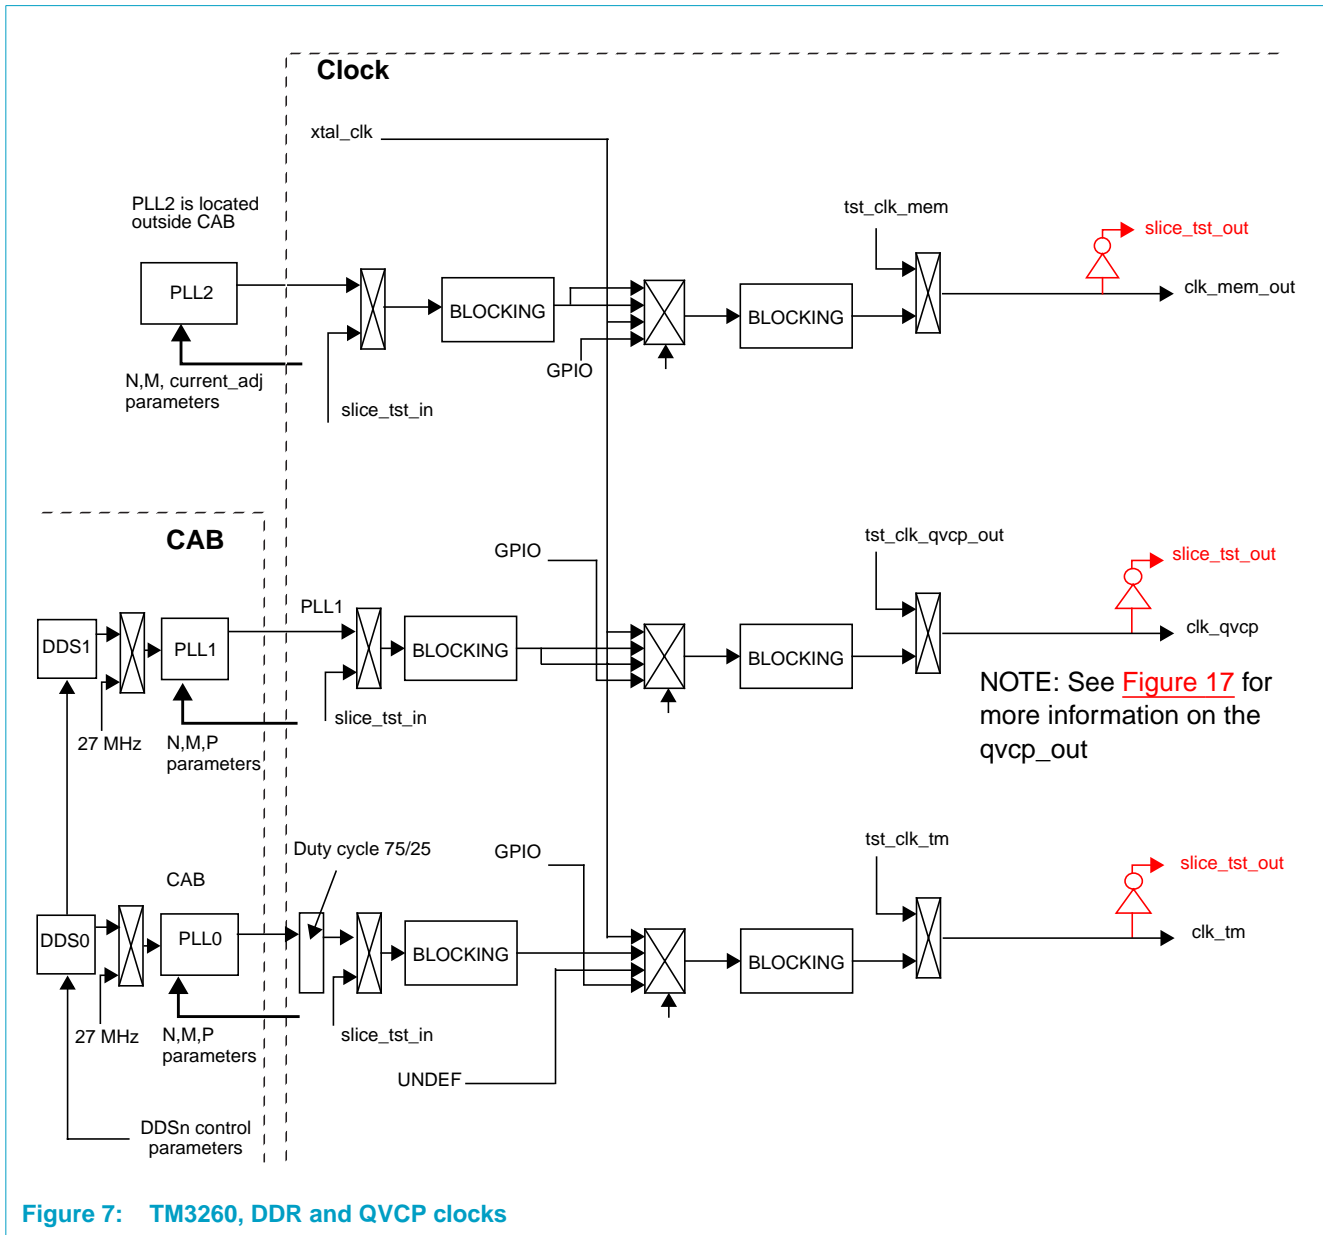 Clock
xtal_clk
PLL2 is located
outside CAB
tst_clk_mem
slice_tst_out
PLL2
BLOCKING
BLOCKING
clk_mem_out
GPIO
N,M, current_adj
parameters
slice_tst_in
CAB
GPIO
tst_clk_qvcp_out
slice_tst_out
PLL1
DDS1
PLL1
BLOCKING
BLOCKING
clk_qvcp
NOTE: See Figure 17 for
more information on the
qvcp_out
slice_tst_in
27 MHz
N,M,P
parameters
Duty cycle 75/25
GPIO
tst_clk_tm
slice_tst_out
CAB
DDS0
PLL0
BLOCKING
BLOCKING
clk_tm
27 MHz
N,M,P
parameters
slice_tst_in
UNDEF
DDSn control
parameters
Figure 7: TM3260, DDR and QVCP clocks